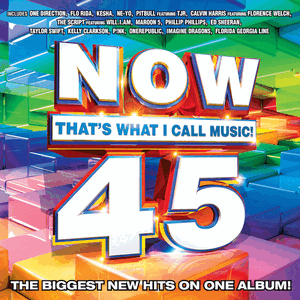 INCLUDES: ONE DIRECTION, FLO RIDA, KESHA, NE-YO, PITBULL FEATURING TJR, CALVIN HARRIS FEATURING FLORENCE WELCH,
THE SCRIPT FEATURING WILL.I.AM, MAROON 5, PHILLIP PHILLIPS, ED SHEERAN,
TAYLOR SWIFT, KELLY CLARKSON, P!NK, ONEREPUBLIC, IMAGINE DRAGONS, FLORIDA GEORGIA LINE
NOW
THAT'S WHAT I CALL MUSIC!
45
THE BIGGEST NEW HITS ON ONE ALBUM!